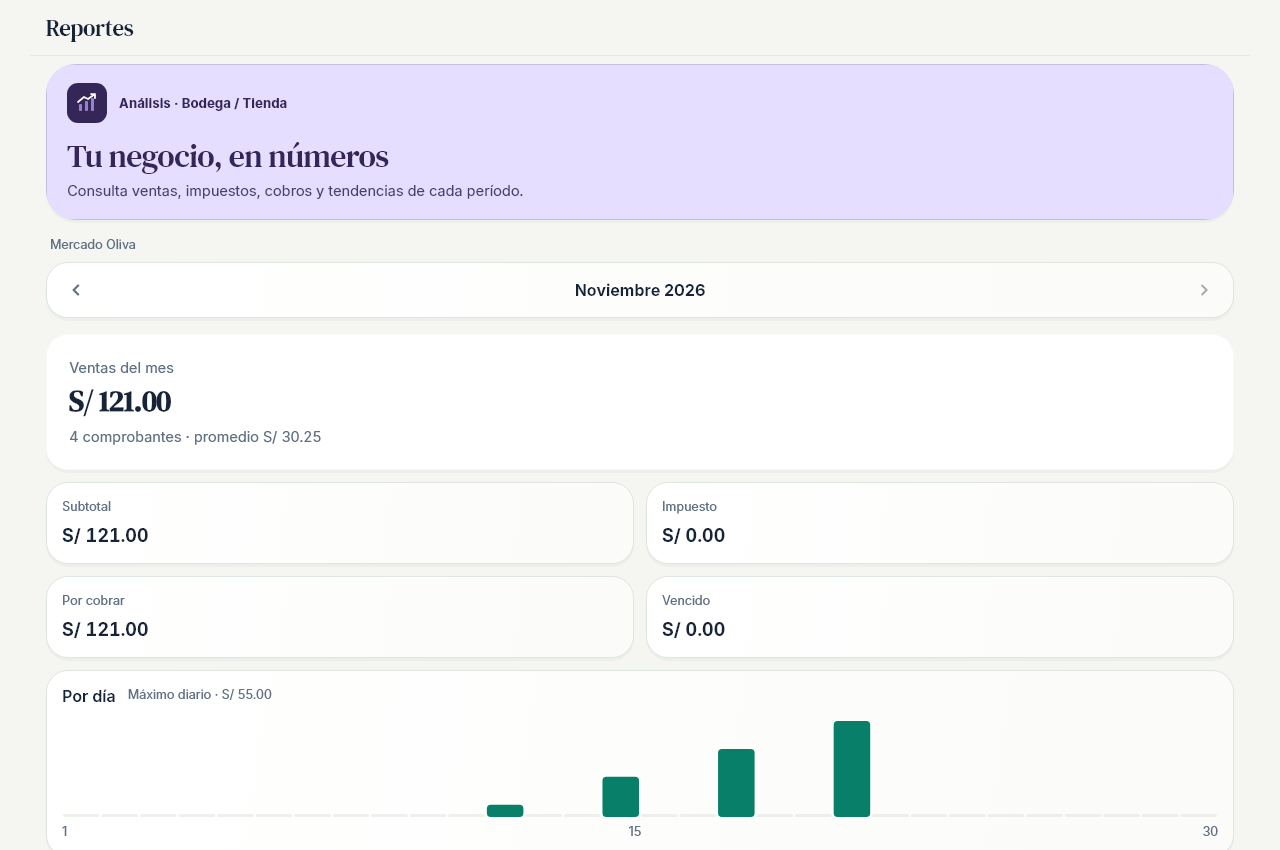 Reportes
Análisis · Bodega / Tienda
Tu negocio, en números
Consulta ventas, impuestos, cobros y tendencias de cada período.
Mercado Oliva
Noviembre 2026
Ventas del mes
S/ 121.00
4 comprobantes · promedio S/ 30.25
Subtotal
S/ 121.00
Impuesto
S/ 0.00
Por cobrar
S/ 121.00
Vencido
S/ 0.00
Por día Máximo diario · S/ 55.00
1 15 30